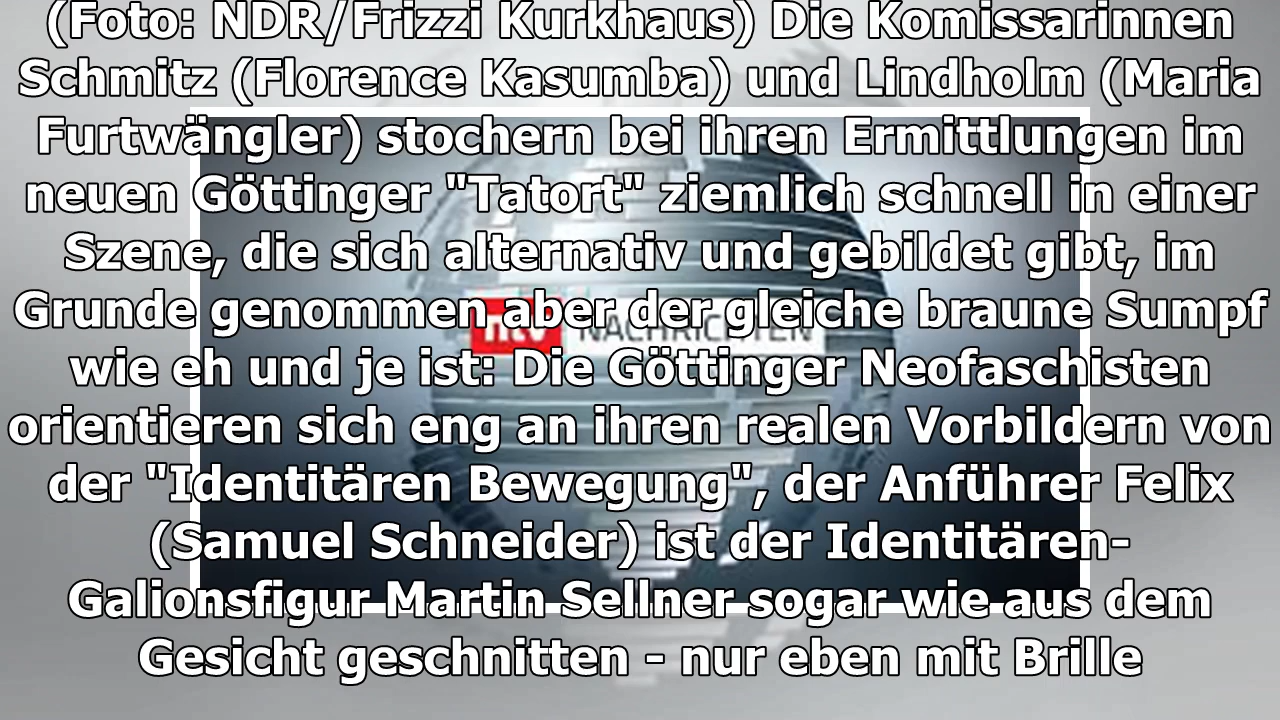 (Foto: NDR/Frizzi Kurkhaus) Die Komissarinnen
Schmitz (Florence Kasumba) und Lindholm (Maria
Furtwängler) stochern bei ihren Ermittlungen im
neuen Göttinger "Tatort" ziemlich schnell in einer
Szene, die sich alternativ und gebildet gibt, im
Grunde genommen aber der gleiche braune Sumpf
ntv NACHRICHTEN
wie eh und je ist: Die Göttinger Neofaschisten
orientieren sich eng an ihren realen Vorbildern von
der "Identitären Bewegung", der Anführer Felix
(Samuel Schneider) ist der Identitären-
Galionsfigur Martin Sellner sogar wie aus dem
Gesicht geschnitten - nur eben mit Brille